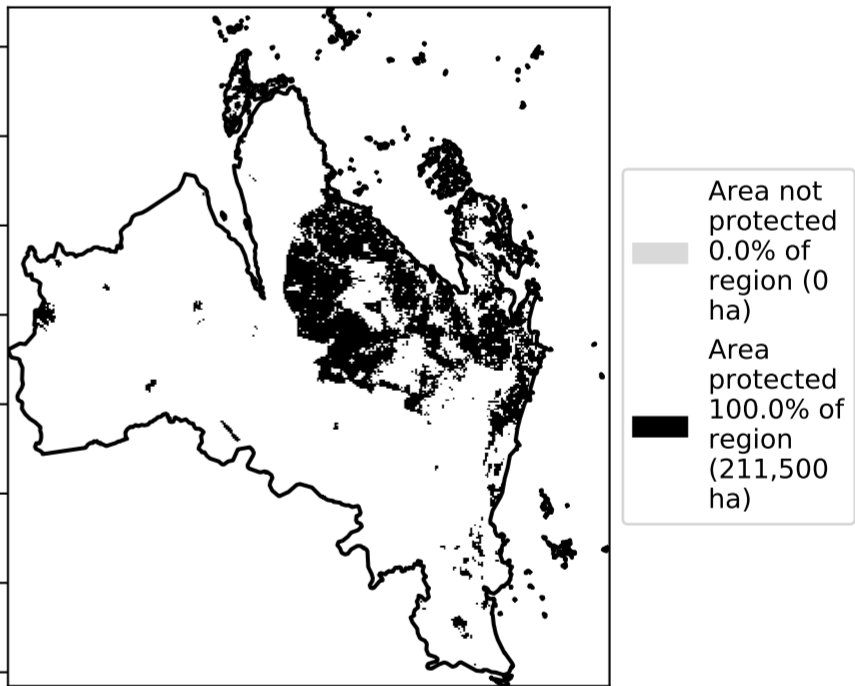 Area not
protected
0.0% of
region (0
ha)
Area
protected
100.0% of
region
(211,500
ha)